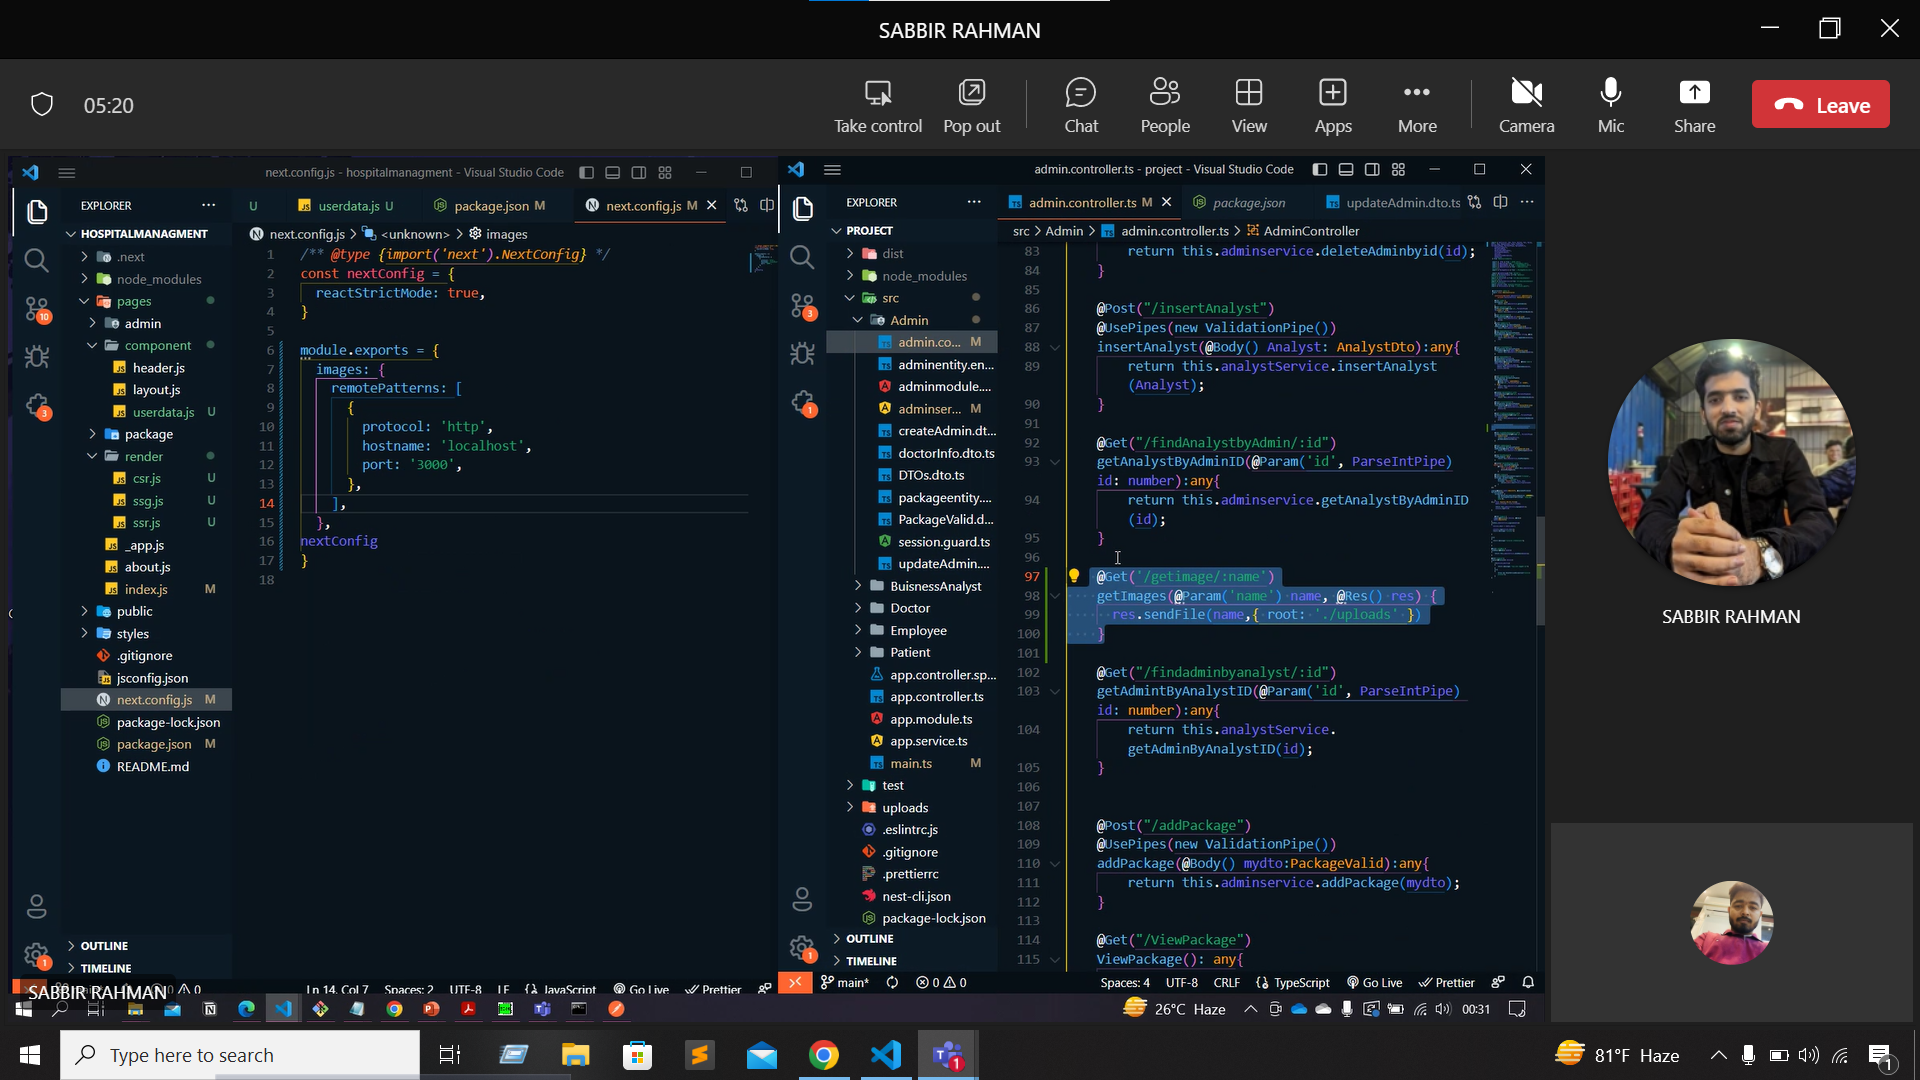 SABBIR RAHMAN
05:20
Take control
Pop out
Chat
People
View
Apps
More
Camera
Mic
Share
Leave
next.config.js - hospitalmanagment - Visual Studio Code
EXPLORER
U
userdata.js U
package.json M
next.config.js M
HOSPITALMANAGMENT
.next
node_modules
pages
admin
component
header.js
layout.js
userdata.js U
package
render
csr.js U
ssg.js U
ssr.js U
_app.js
about.js
index.js M
public
styles
.gitignore
jsconfig.json
next.config.js M
package-lock.json
package.json M
README.md
OUTLINE
TIMELINE
10
3
1
next.config.js > <unknown> > images
1 /** @type {import('next').NextConfig} */
2 const nextConfig = {
3 reactStrictMode: true,
4 }
5
6 module.exports = {
7 images: {
8 remotePatterns: [
9 {
10 protocol: 'http',
11 hostname: 'localhost',
12 port: '3000',
13 },
14 ],
15 },
16 nextConfig
17 }
18
Ln 14, Col 7 Spaces: 2 UTF-8 LF {} JavaScript Go Live Prettier
SABBIR RAHMAN
0 0
admin.controller.ts - project - Visual Studio Code
EXPLORER
admin.controller.ts M
package.json
updateAdmin.dto.ts
PROJECT
dist
node_modules
src
Admin
admin.co... M
adminentity.en...
adminmodule....
adminser... M
createAdmin.dt...
doctorInfo.dto.ts
DTOs.dto.ts
packageentity....
PackageValid.d...
session.guard.ts
updateAdmin....
BuisnessAnalyst
Doctor
Employee
Patient
app.controller.sp...
app.controller.ts
app.module.ts
app.service.ts
main.ts M
test
uploads
.eslintrc.js
.gitignore
.prettierrc
nest-cli.json
package-lock.json
OUTLINE
TIMELINE
3
1
1
src > Admin > admin.controller.ts > AdminController
83 return this.adminservice.deleteAdminbyid(id);
84 }
85
86 @Post("/insertAnalyst")
87 @UsePipes(new ValidationPipe())
88 insertAnalyst(@Body() Analyst: AnalystDto):any{
89 return this.analystService.insertAnalyst
(Analyst);
90 }
91
92 @Get("/findAnalystbyAdmin/:id")
93 getAnalystByAdminID(@Param('id', ParseIntPipe)
id: number):any{
94 return this.adminservice.getAnalystByAdminID
(id);
95 }
96
97 @Get('/getimage/:name')
98 getImages(@Param('name') name, @Res() res) {
99 res.sendFile(name,{ root: './uploads' })
100 }
101
102 @Get("/findadminbyanalyst/:id")
103 getAdmintByAnalystID(@Param('id', ParseIntPipe)
id: number):any{
104 return this.analystService.
getAdminByAnalystID(id);
105 }
106
107
108 @Post("/addPackage")
109 @UsePipes(new ValidationPipe())
110 addPackage(@Body() mydto:PackageValid):any{
111 return this.adminservice.addPackage(mydto);
112 }
113
114 @Get("/ViewPackage")
115 ViewPackage(): any{
main* 0 0
Spaces: 4 UTF-8 CRLF {} TypeScript Go Live Prettier
26°C Haze
00:31
SABBIR RAHMAN
Type here to search
1
81°F Haze
1